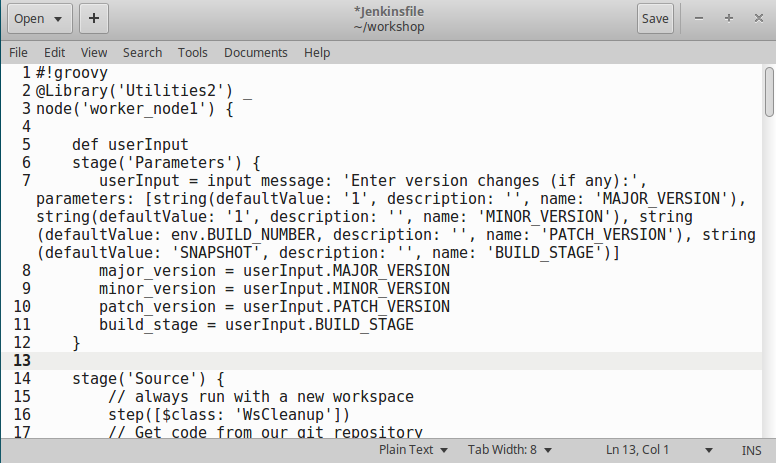 Open
+
*Jenkinsfile
~/workshop
Save
− + ×
File Edit View Search Tools Documents Help
1 #!groovy
2 @Library('Utilities2') _
3 node('worker_node1') {
4
5     def userInput
6     stage('Parameters') {
7        userInput = input message: 'Enter version changes (if any):',
parameters: [string(defaultValue: '1', description: '', name: 'MAJOR_VERSION'),
string(defaultValue: '1', description: '', name: 'MINOR_VERSION'), string
(defaultValue: env.BUILD_NUMBER, description: '', name: 'PATCH_VERSION'), string
(defaultValue: 'SNAPSHOT', description: '', name: 'BUILD_STAGE')]
8        major_version = userInput.MAJOR_VERSION
9        minor_version = userInput.MINOR_VERSION
10        patch_version = userInput.PATCH_VERSION
11        build_stage = userInput.BUILD_STAGE
12     }
13
14     stage('Source') {
15         // always run with a new workspace
16         step([$class: 'WsCleanup'])
17         // Get code from our git repository
Plain Text Tab Width: 8 Ln 13, Col 1 INS